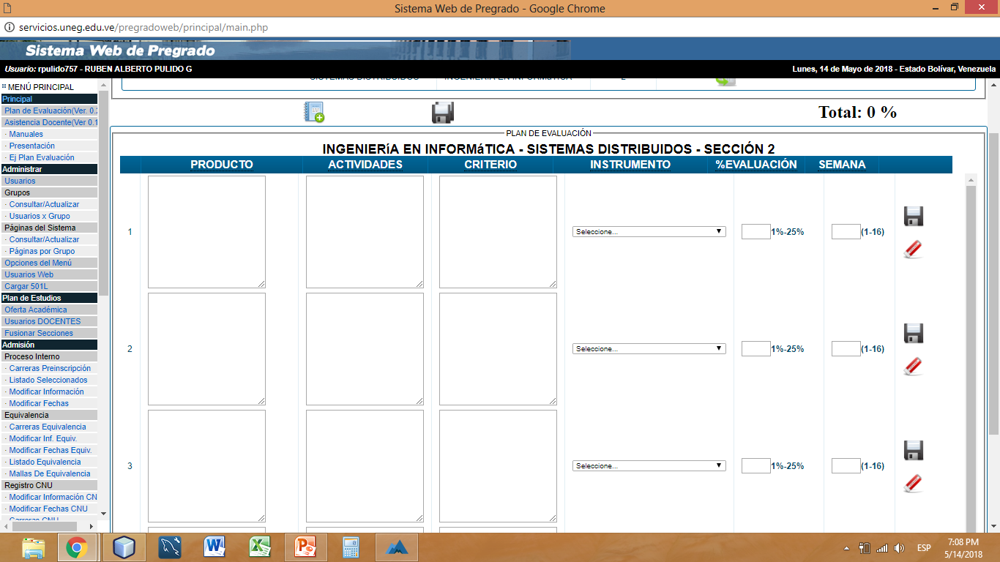 Sistema Web de Pregrado - Google Chrome
servicios.uneg.edu.ve/pregradoweb/principal/main.php
Sistema Web de Pregrado
Usuario: rpulido757 - RUBEN ALBERTO PULIDO G
Lunes, 14 de Mayo de 2018 - Estado Bolívar, Venezuela
MENÚ PRINCIPAL
Principal
Plan de Evaluación(Ver. 0.2
Asistencia Docente(Ver 0.1
· Manuales
· Presentación
· Ej Plan Evaluación
Administrar
Usuarios
Grupos
· Consultar/Actualizar
· Usuarios x Grupo
Páginas del Sistema
· Consultar/Actualizar
· Páginas por Grupo
Opciones del Menú
Usuarios Web
Cargar 501L
Plan de Estudios
Oferta Académica
Usuarios DOCENTES
Fusionar Secciones
Admisión
Proceso Interno
· Carreras Preinscripción
· Listado Seleccionados
· Modificar Información
· Modificar Fechas
Equivalencia
· Carreras Equivalencia
· Modificar Inf. Equiv.
· Modificar Fechas Equiv.
· Listado Equivalencia
· Mallas De Equivalencia
Registro CNU
· Modificar Información CN
· Modificar Fechas CNU
· Carreras CNU
SISTEMAS DISTRIBUIDOS INGENIERíA EN INFORMáTICA 2
Total: 0 %
PLAN DE EVALUACIÓN
INGENIERíA EN INFORMáTICA - SISTEMAS DISTRIBUIDOS - SECCIÓN 2
PRODUCTO ACTIVIDADES CRITERIO INSTRUMENTO %EVALUACIÓN SEMANA
1 Seleccione... 1%-25% (1-16)
2 Seleccione... 1%-25% (1-16)
3 Seleccione... 1%-25% (1-16)
ESP
7:08 PM
5/14/2018